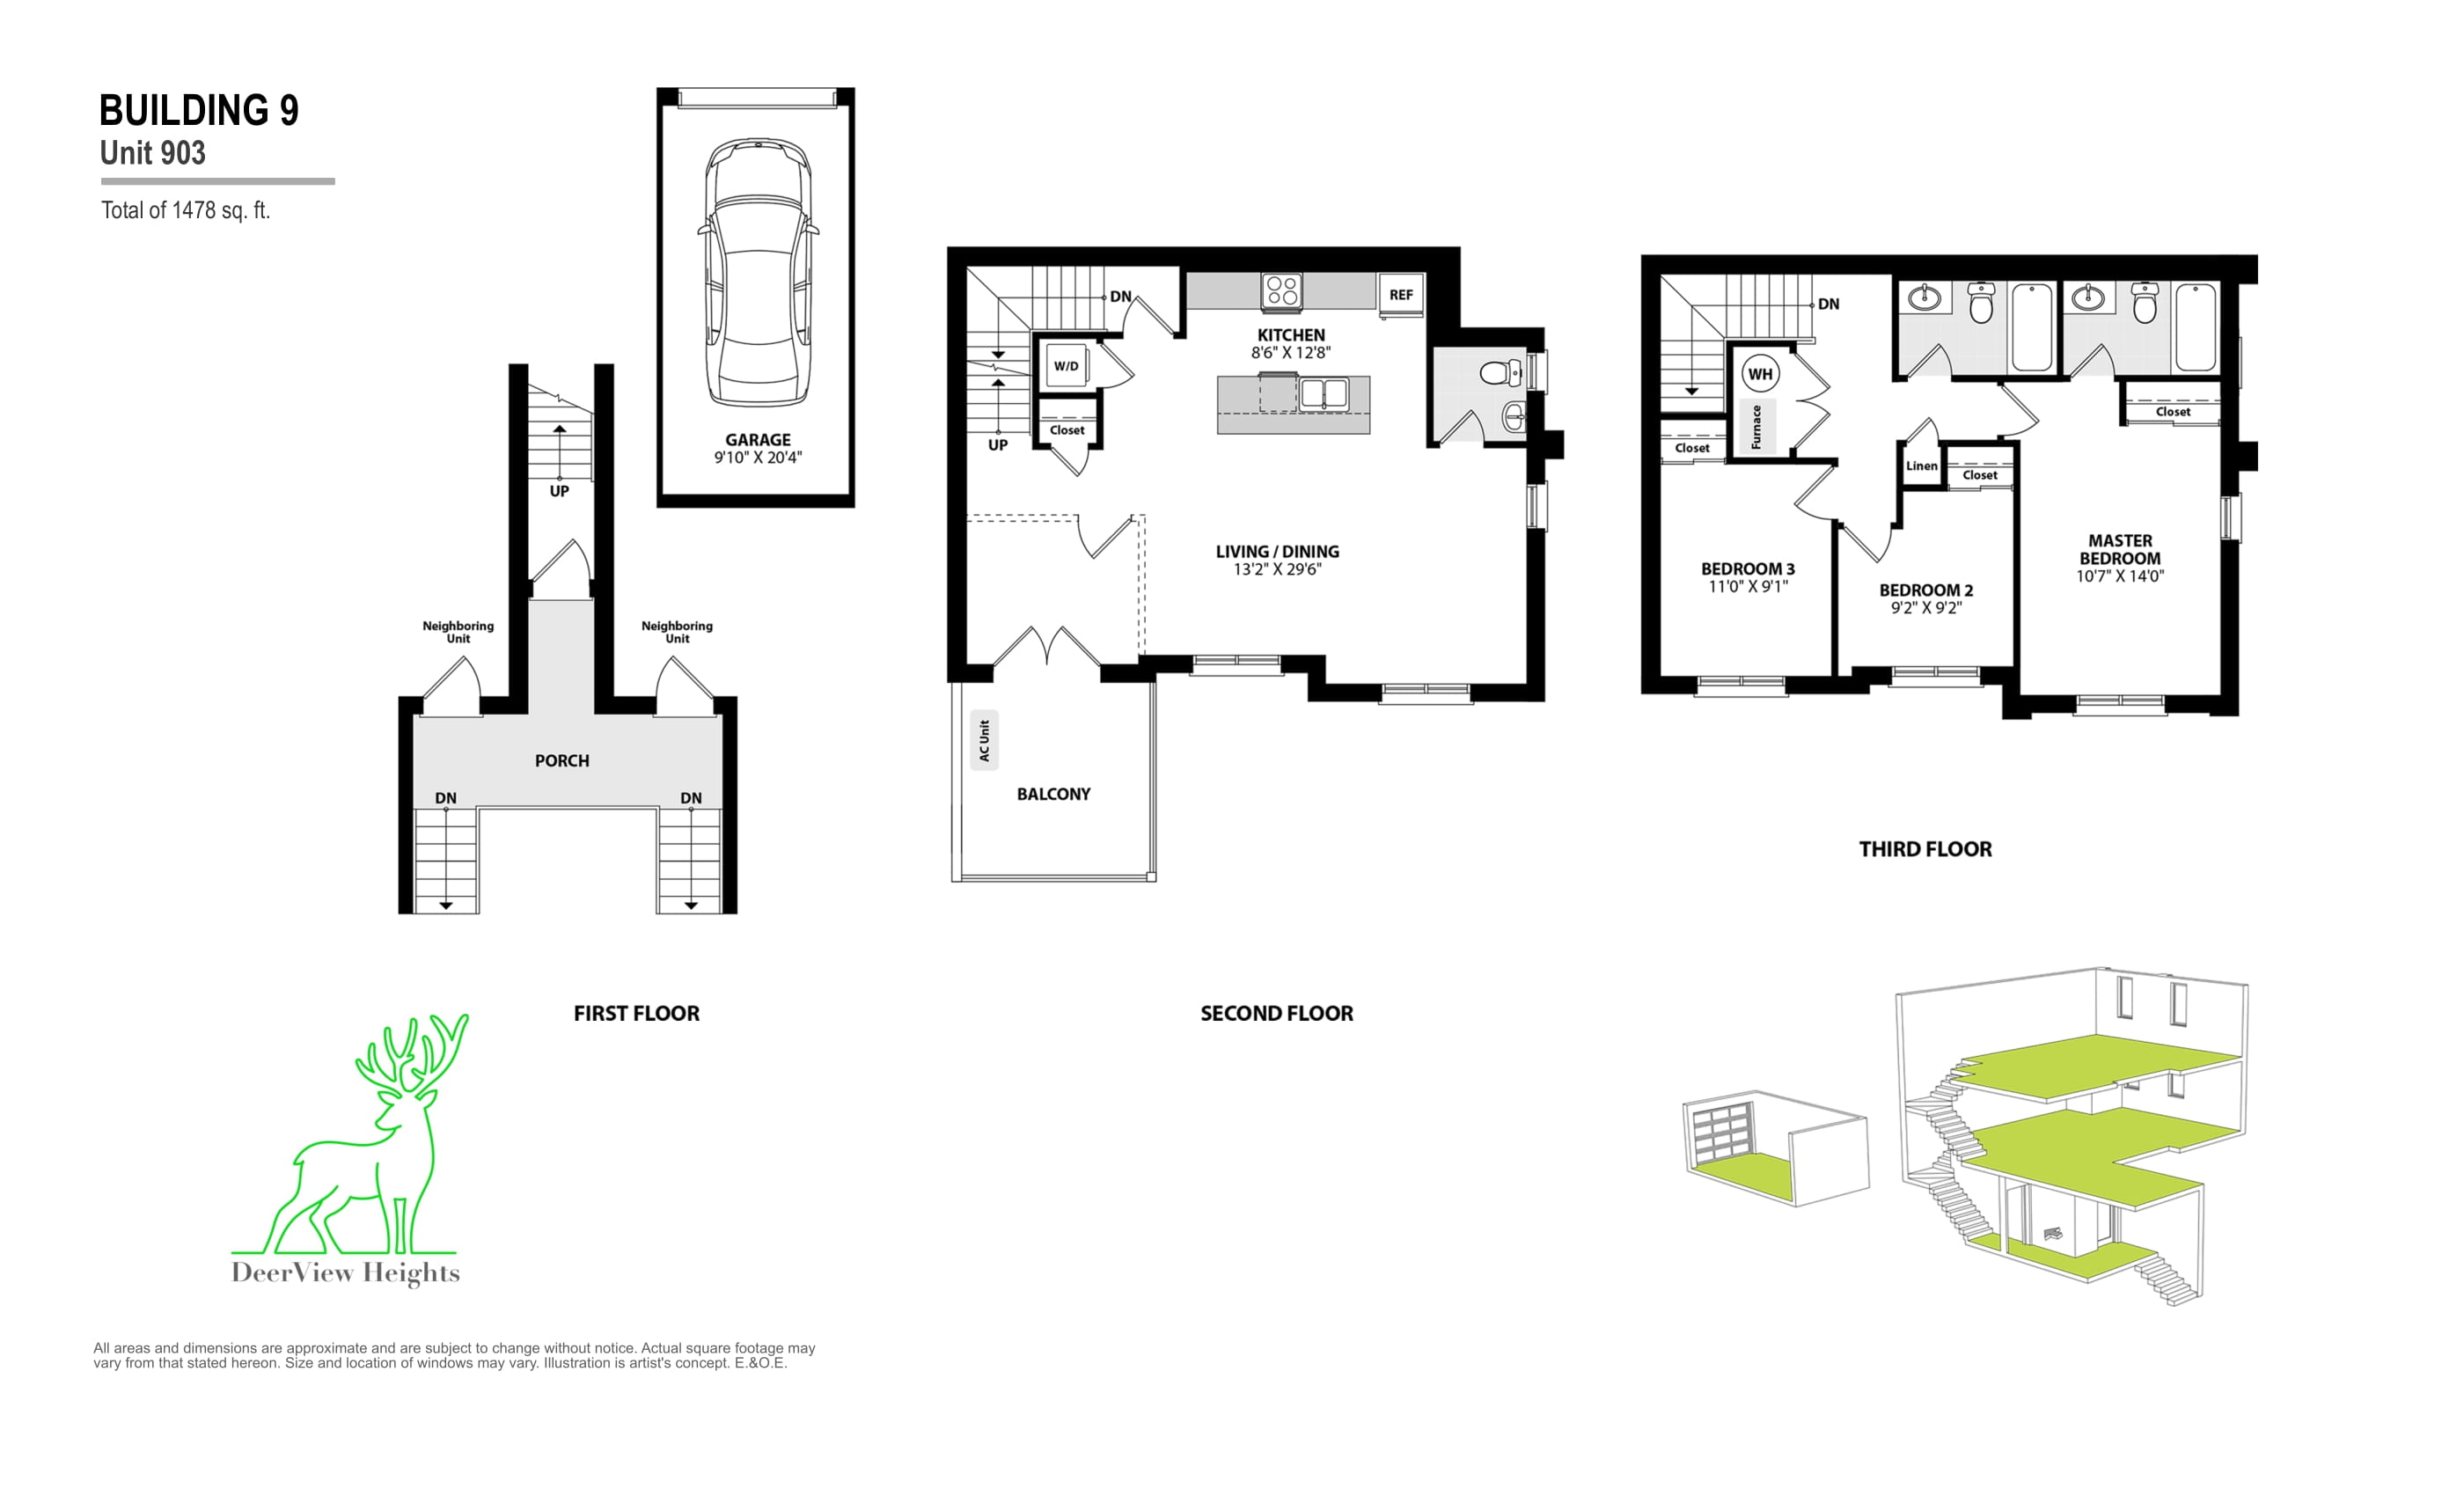 BUILDING 9
Unit 903
Total of 1478 sq. ft.
GARAGE
9'10" X 20'4"
UP
Neighboring
Unit
Neighboring
Unit
PORCH
DN
DN
FIRST FLOOR
DN
REF
KITCHEN
8'6" X 12'8"
W/D
Closet
UP
LIVING / DINING
13'2" X 29'6"
AC Unit
BALCONY
SECOND FLOOR
DN
WH
Furnace
Closet
Closet
Linen
Closet
MASTER
BEDROOM
10'7" X 14'0"
BEDROOM 3
11'0" X 9'1"
BEDROOM 2
9'2" X 9'2"
THIRD FLOOR
DeerView Heights
All areas and dimensions are approximate and are subject to change without notice. Actual square footage may
vary from that stated hereon. Size and location of windows may vary. Illustration is artist's concept. E.&O.E.